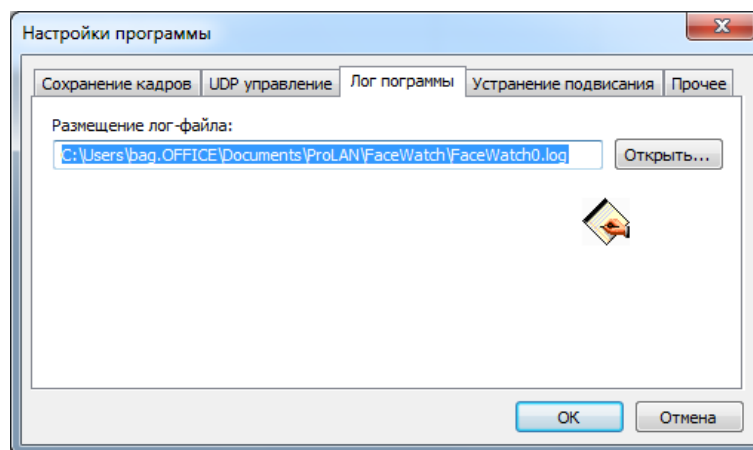 Настройки программы
Сохранение кадров UDP управление Лог пограммы Устранение подвисания Прочее
Размещение лог-файла:
C:\Users\bag.OFFICE\Documents\ProLAN\FaceWatch\FaceWatch0.log Открыть...
OK Отмена